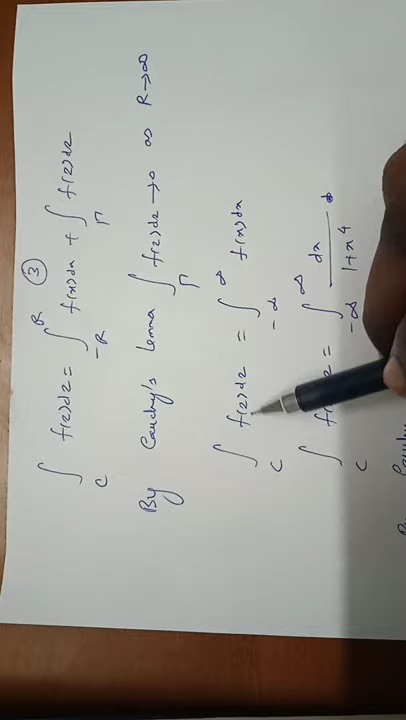 ③
∫_C f(z)dz = ∫_{-R}^{R} f(x)dx + ∫_Γ f(z)dz
By Cauchy's lemma ∫_Γ f(z)dz → 0 as R→∞
∫_C f(z)dz = ∫_{-∞}^{∞} f(x)dx
∫_C f = ∫_{-∞}^{∞} dx/(1+x⁴)